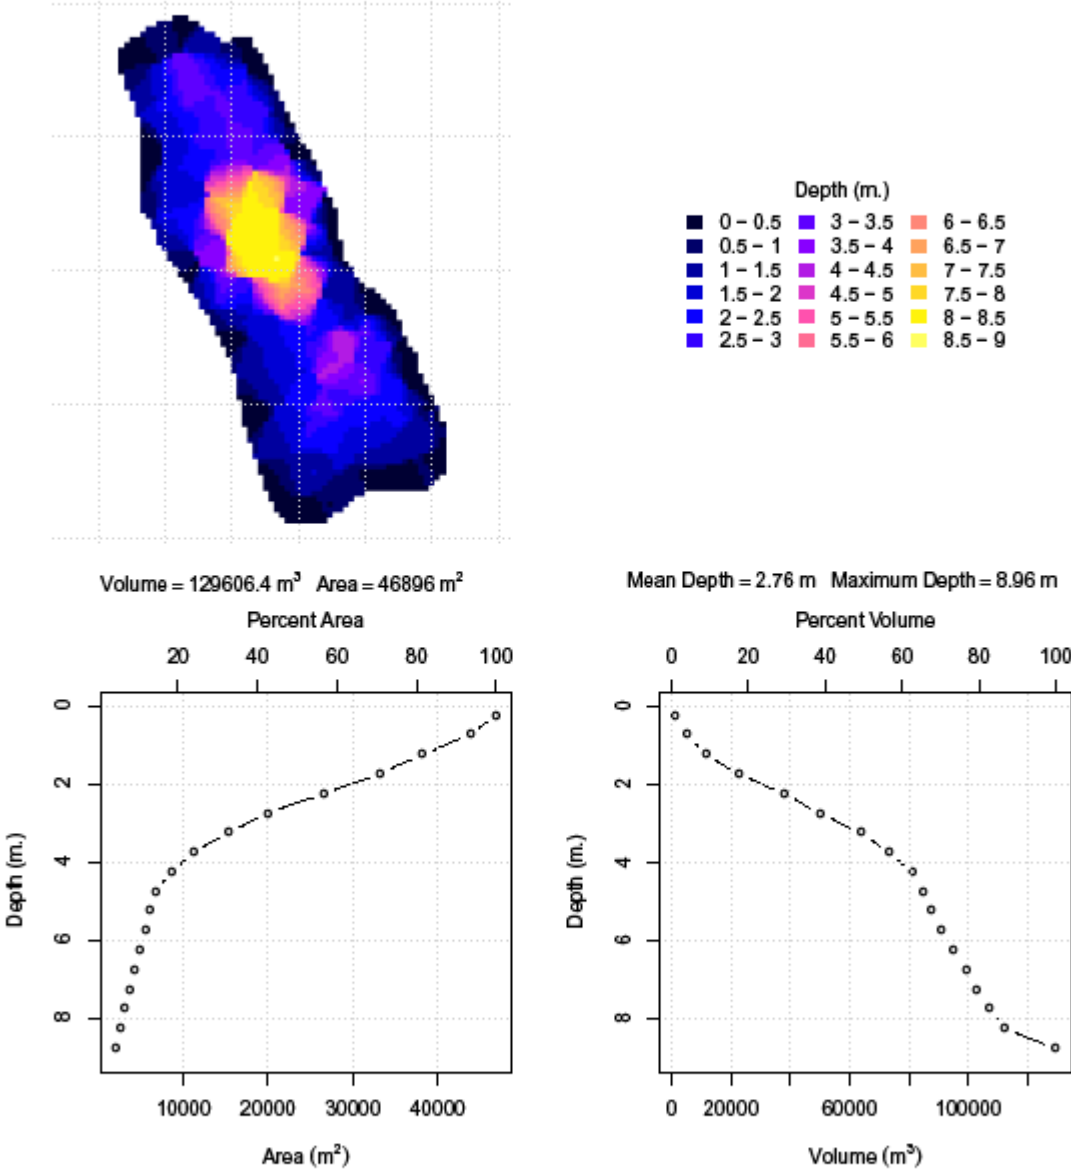 Depth (m.)
0 – 0.5 3 – 3.5 6 – 6.5
0.5 – 1 3.5 – 4 6.5 – 7
1 – 1.5 4 – 4.5 7 – 7.5
1.5 – 2 4.5 – 5 7.5 – 8
2 – 2.5 5 – 5.5 8 – 8.5
2.5 – 3 5.5 – 6 8.5 – 9
Volume = 129606.4 m³ Area = 46896 m²
Mean Depth = 2.76 m Maximum Depth = 8.96 m
Percent Area
20 40 60 80 100
0
2
4
6
8
Depth (m.)
10000 20000 30000 40000
Area (m²)
Percent Volume
0 20 40 60 80 100
0
2
4
6
8
Depth (m.)
0 20000 60000 100000
Volume (m³)